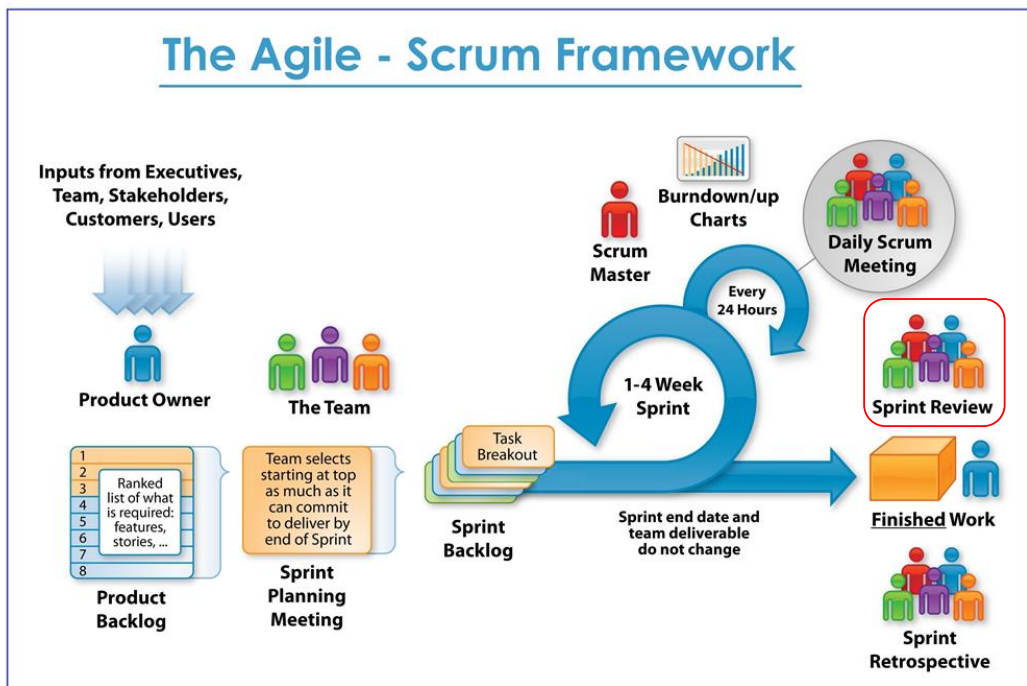 The Agile - Scrum Framework
Inputs from Executives,
Team, Stakeholders,
Customers, Users
Product Owner
The Team
1
2
3
4
5
6
7
8
Ranked
list of what
is required:
features,
stories, ...
Product
Backlog
Team selects
starting at top
as much as it
can commit
to deliver by
end of Sprint
Sprint
Planning
Meeting
Task
Breakout
Sprint
Backlog
Scrum
Master
Burndown/up
Charts
Every
24 Hours
1-4 Week
Sprint
Sprint end date and
team deliverable
do not change
Daily Scrum
Meeting
Sprint Review
Finished Work
Sprint
Retrospective